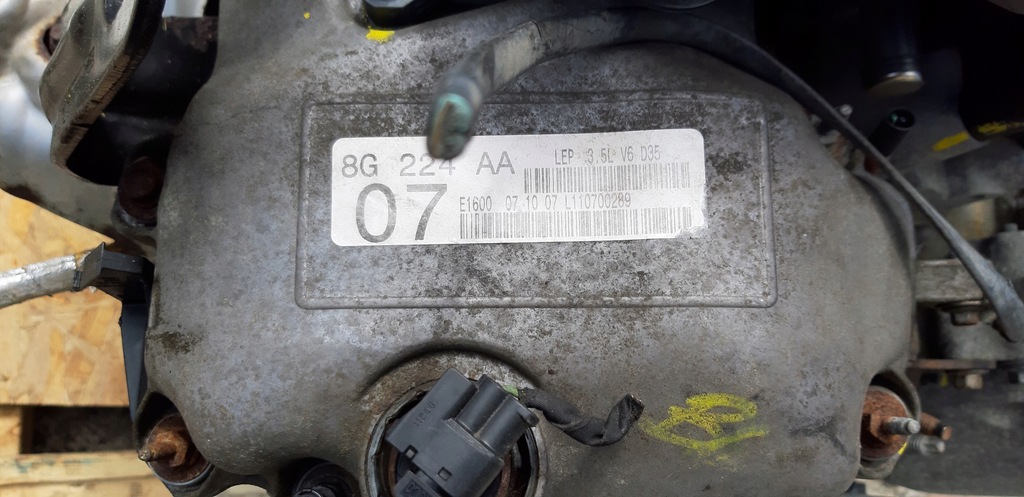 8G 224 AA
LEP 3.5L V6 D35
07
E1600 07 10 07 L110700289